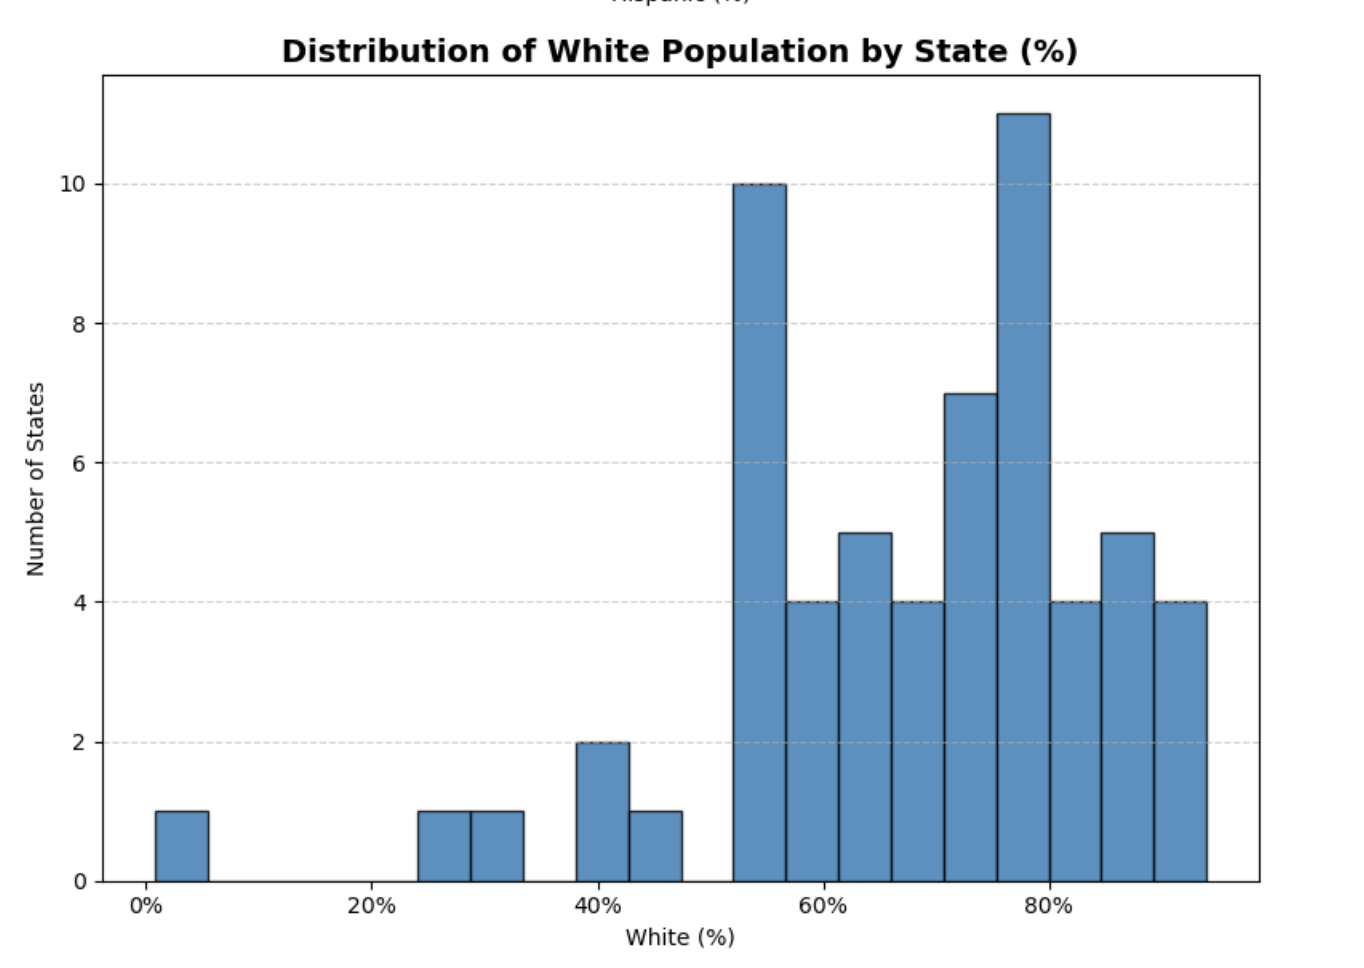 Hispanic (%)
Distribution of White Population by State (%)
Number of States
10
8
6
4
2
0
0% 20% 40% 60% 80%
White (%)